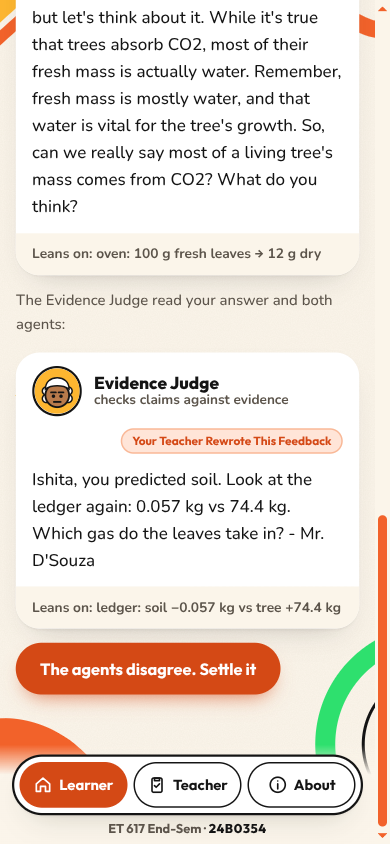 but let's think about it. While it's true
that trees absorb CO2, most of their
fresh mass is actually water. Remember,
fresh mass is mostly water, and that
water is vital for the tree's growth. So,
can we really say most of a living tree's
mass comes from CO2? What do you
think?
Leans on: oven: 100 g fresh leaves → 12 g dry
The Evidence Judge read your answer and both
agents:
Evidence Judge
checks claims against evidence
Your Teacher Rewrote This Feedback
Ishita, you predicted soil. Look at the
ledger again: 0.057 kg vs 74.4 kg.
Which gas do the leaves take in? - Mr.
D'Souza
Leans on: ledger: soil −0.057 kg vs tree +74.4 kg
The agents disagree. Settle it
Learner Teacher About
ET 617 End-Sem · 24B0354